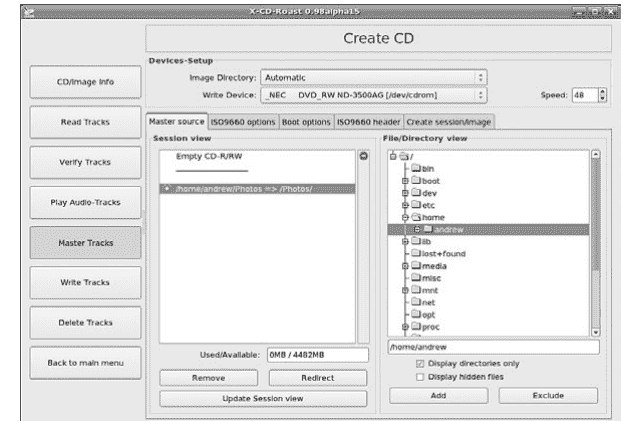 X-CD-Roast 0.98alpha15
Create CD
Devices-Setup
Image Directory: Automatic
Write Device: _NEC DVD_RW ND-3500AG [/dev/cdrom] Speed: 48
CD/Image Info
Read Tracks
Verify Tracks
Play Audio-Tracks
Master Tracks
Write Tracks
Delete Tracks
Back to main menu
Master source ISO9660 options Boot options ISO9660 header Create session/image
Session view
Empty CD-R/RW
/home/andrew/Photos => /Photos/
Used/Available: 0MB / 4482MB
Remove Redirect
Update Session view
File/Directory view
/
bin
boot
dev
etc
home
andrew
lib
lost+found
media
misc
mnt
net
opt
proc
/home/andrew
Display directories only
Display hidden files
Add Exclude